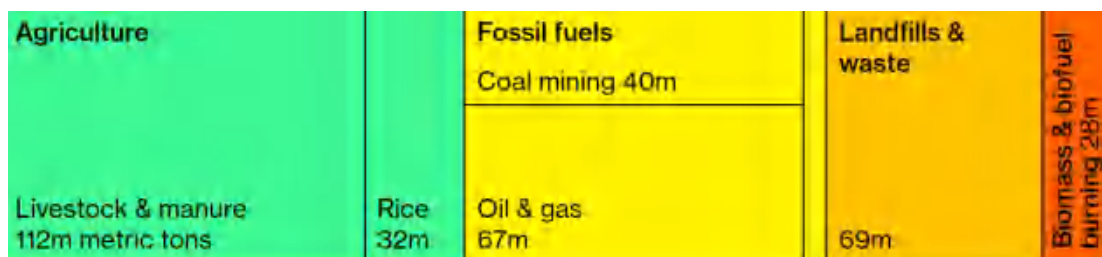 Agriculture
Livestock & manure
112m metric tons
Rice
32m
Fossil fuels
Coal mining 40m
Oil & gas
67m
Landfills &
waste
69m
Biomass & biofuel
burning 28m